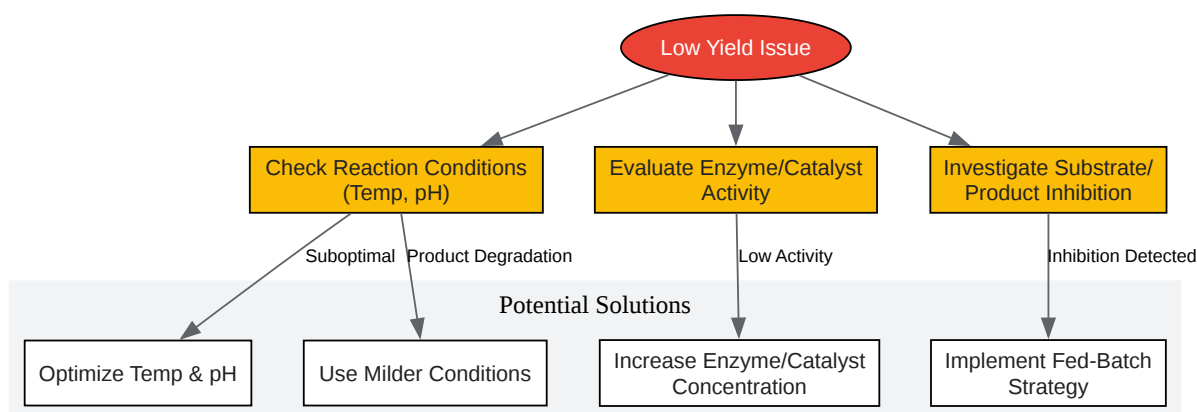 Low Yield Issue
Check Reaction Conditions
(Temp, pH)
Evaluate Enzyme/Catalyst
Activity
Investigate Substrate/
Product Inhibition
Suboptimal
Product Degradation
Low Activity
Inhibition Detected
Potential Solutions
Optimize Temp & pH
Use Milder Conditions
Increase Enzyme/Catalyst
Concentration
Implement Fed-Batch
Strategy